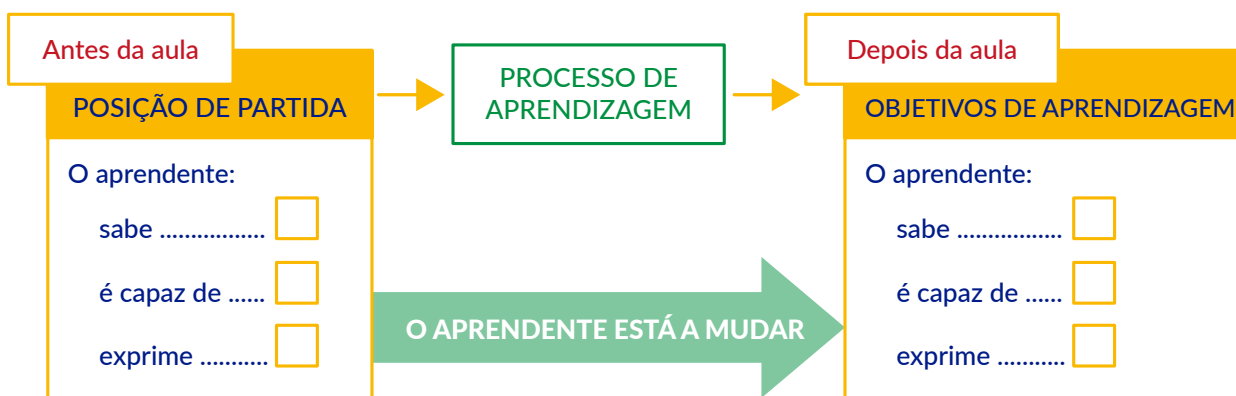 Antes da aula
POSIÇÃO DE PARTIDA
O aprendente:
sabe .................
é capaz de ......
exprime ...........
PROCESSO DE
APRENDIZAGEM
O APRENDENTE ESTÁ A MUDAR
Depois da aula
OBJETIVOS DE APRENDIZAGEM
O aprendente:
sabe .................
é capaz de ......
exprime ...........